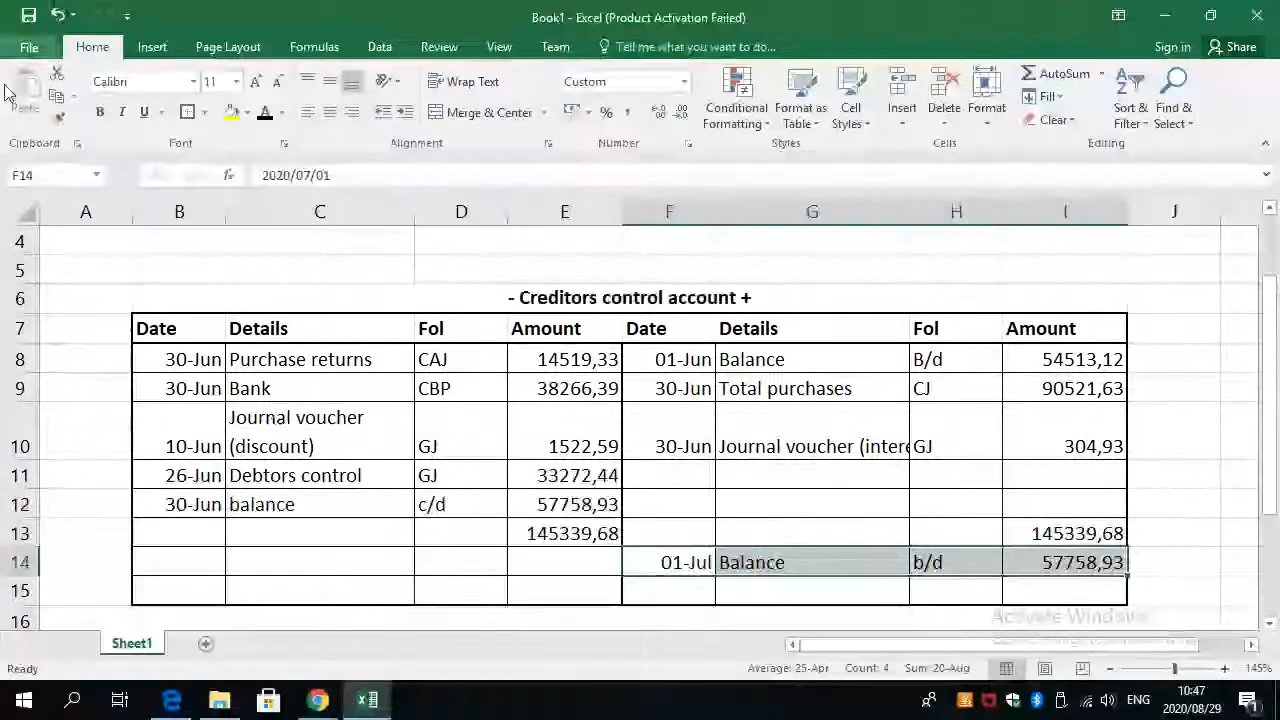 Book1 - Excel (Product Activation Failed)
File Home Insert Page Layout Formulas Data Review View Team Tell me what you want to do... Sign in Share
Calibri 11 Wrap Text Custom AutoSum
B I U Merge & Center % Conditional Formatting Format as Table Cell Styles Insert Delete Format Fill Sort & Filter Find & Select
Clear
Clipboard Font Alignment Number Styles Cells Editing
F14 fx 2020/07/01
A B C D E F G H I J
4
5
6 - Creditors control account +
7 Date Details Fol Amount Date Details Fol Amount
8 30-Jun Purchase returns CAJ 14519,33 01-Jun Balance B/d 54513,12
9 30-Jun Bank CBP 38266,39 30-Jun Total purchases CJ 90521,63
Journal voucher
10 10-Jun (discount) GJ 1522,59 30-Jun Journal voucher (inter GJ 304,93
11 26-Jun Debtors control GJ 33272,44
12 30-Jun balance c/d 57758,93
13 145339,68 145339,68
14 01-Jul Balance b/d 57758,93
15
16 Activate Windows
Sheet1
Ready Average: 25-Apr Count: 4 Sum: 20-Aug 145%
ENG 10:47
2020/08/29
1